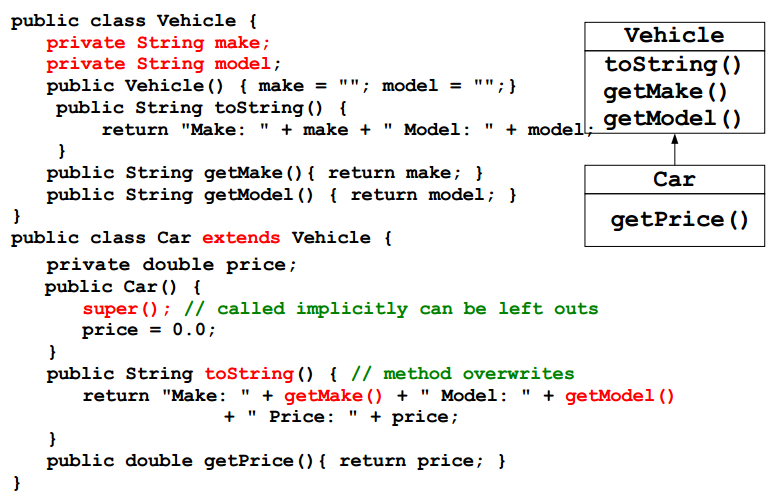 public class Vehicle {
private String make;
private String model;
public Vehicle() { make = ""; model = "";}
public String toString() {
return "Make: " + make + " Model: " + model;
}
public String getMake(){ return make; }
public String getModel() { return model; }
}
public class Car extends Vehicle {
private double price;
public Car() {
super(); // called implicitly can be left outs
price = 0.0;
}
public String toString() { // method overwrites
return "Make: " + getMake() + " Model: " + getModel()
+ " Price: " + price;
}
public double getPrice(){ return price; }
}
Vehicle
toString()
getMake()
getModel()
Car
getPrice()